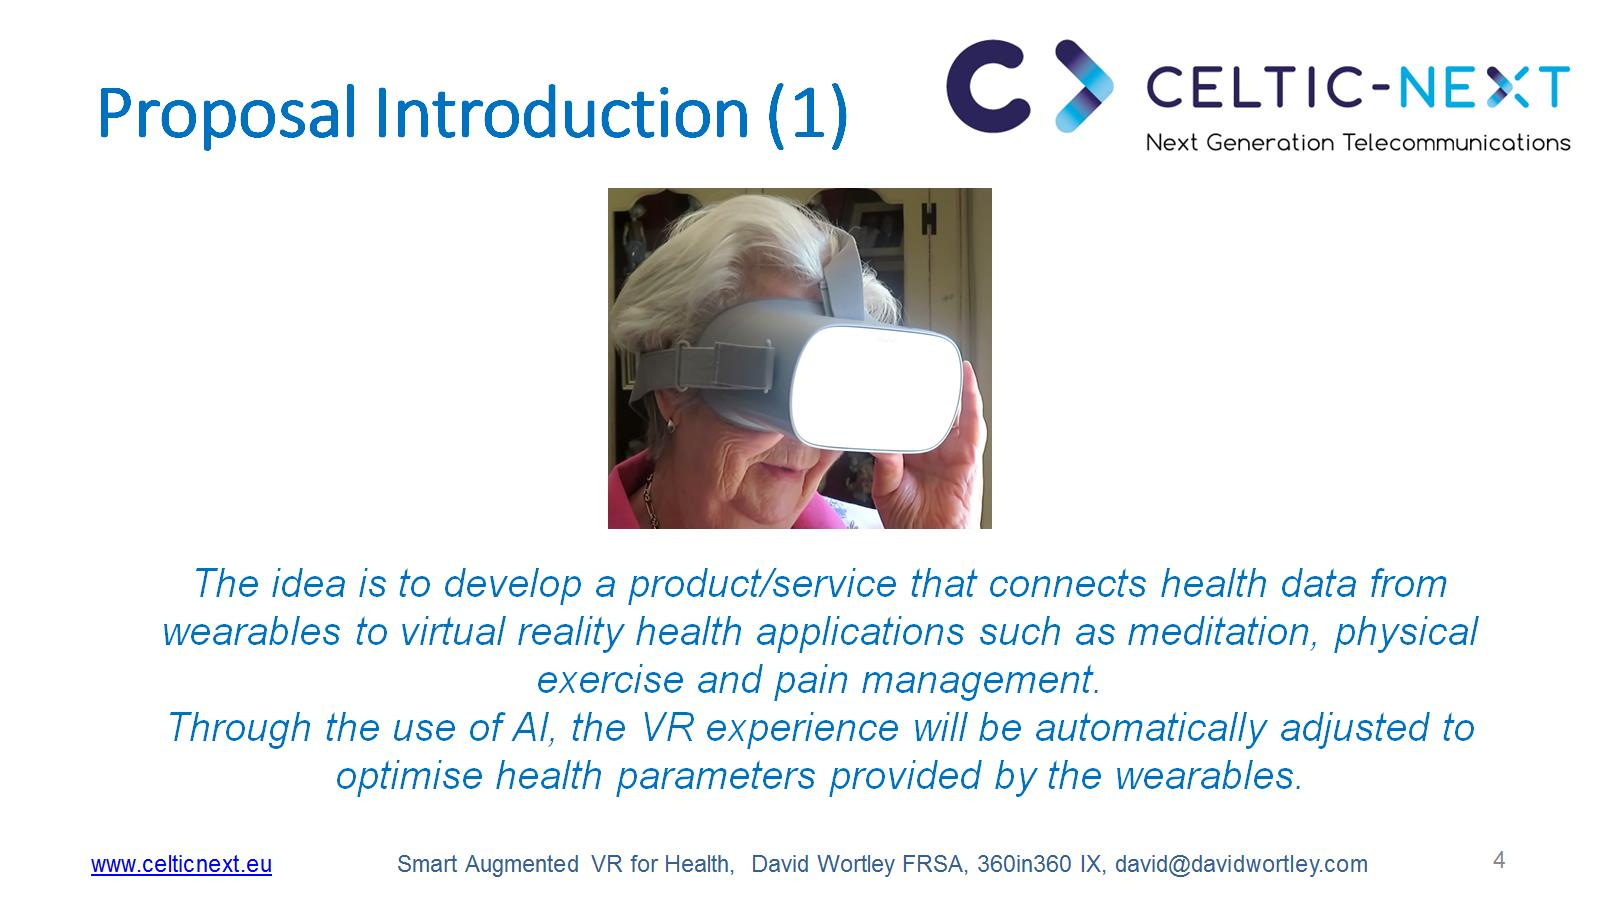 Proposal Introduction (1)
CELTIC-NEXT
Next Generation Telecommunications
The idea is to develop a product/service that connects health data from
wearables to virtual reality health applications such as meditation, physical
exercise and pain management.
Through the use of AI, the VR experience will be automatically adjusted to
optimise health parameters provided by the wearables.
www.celticnext.eu
Smart Augmented VR for Health, David Wortley FRSA, 360in360 IX, david@davidwortley.com
4